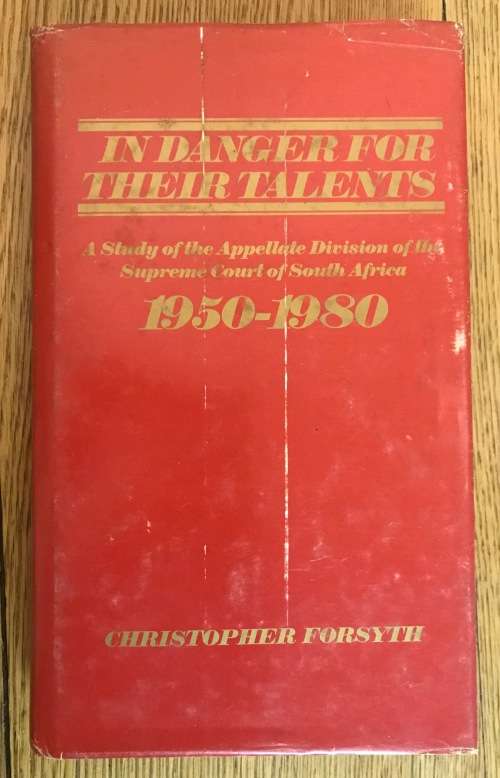 IN DANGER FOR
THEIR TALENTS
A Study of the Appellate Division of the
Supreme Court of South Africa
1950-1980
CHRISTOPHER FORSYTH